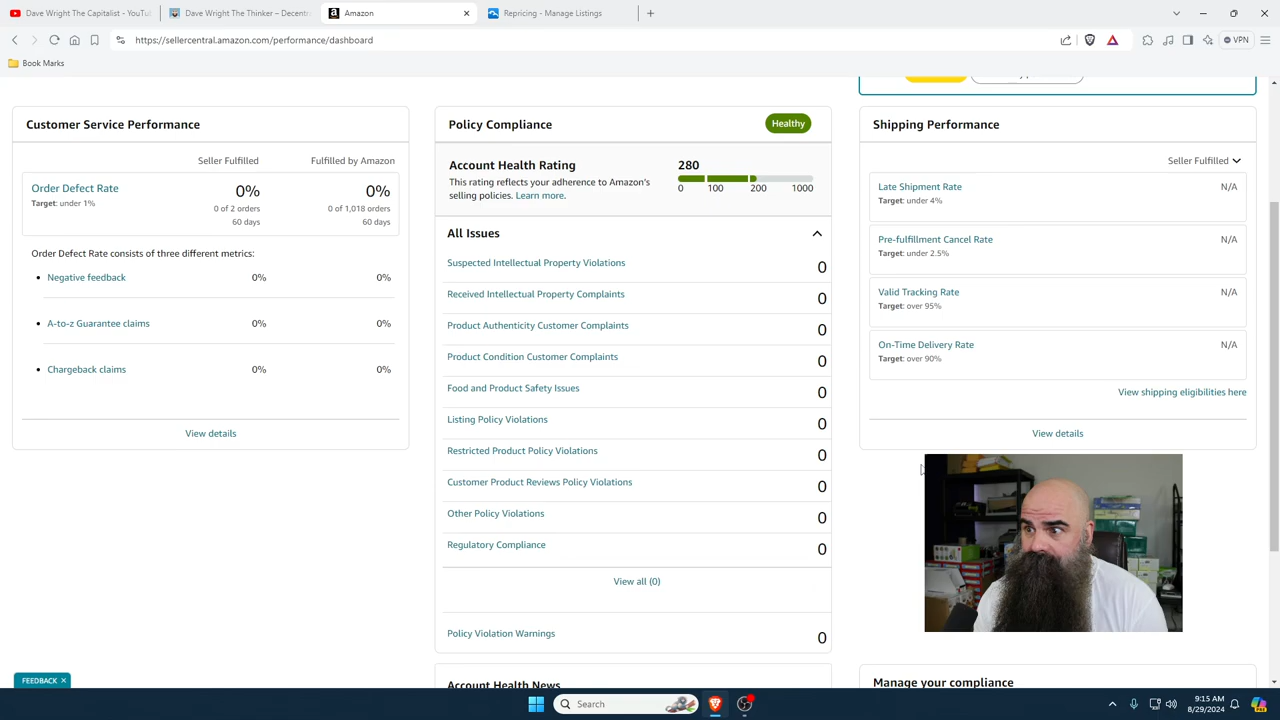 Dave Wright The Capitalist - YouTu
Dave Wright The Thinker – Decentr
Amazon
Repricing - Manage Listings
https://sellercentral.amazon.com/performance/dashboard
VPN
Book Marks
Customer Service Performance
Seller Fulfilled
Fulfilled by Amazon
Order Defect Rate
Target: under 1%
0%
0 of 2 orders
60 days
0%
0 of 1,018 orders
60 days
Order Defect Rate consists of three different metrics:
Negative feedback 0% 0%
A-to-z Guarantee claims 0% 0%
Chargeback claims 0% 0%
View details
Policy Compliance
Healthy
Account Health Rating
This rating reflects your adherence to Amazon's
selling policies. Learn more.
280
0 100 200 1000
All Issues
Suspected Intellectual Property Violations 0
Received Intellectual Property Complaints 0
Product Authenticity Customer Complaints 0
Product Condition Customer Complaints 0
Food and Product Safety Issues 0
Listing Policy Violations 0
Restricted Product Policy Violations 0
Customer Product Reviews Policy Violations 0
Other Policy Violations 0
Regulatory Compliance 0
View all (0)
Policy Violation Warnings 0
Account Health News
Shipping Performance
Seller Fulfilled
Late Shipment Rate N/A
Target: under 4%
Pre-fulfillment Cancel Rate N/A
Target: under 2.5%
Valid Tracking Rate N/A
Target: over 95%
On-Time Delivery Rate N/A
Target: over 90%
View shipping eligibilities here
View details
Manage your compliance
FEEDBACK
Search
9:15 AM
8/29/2024